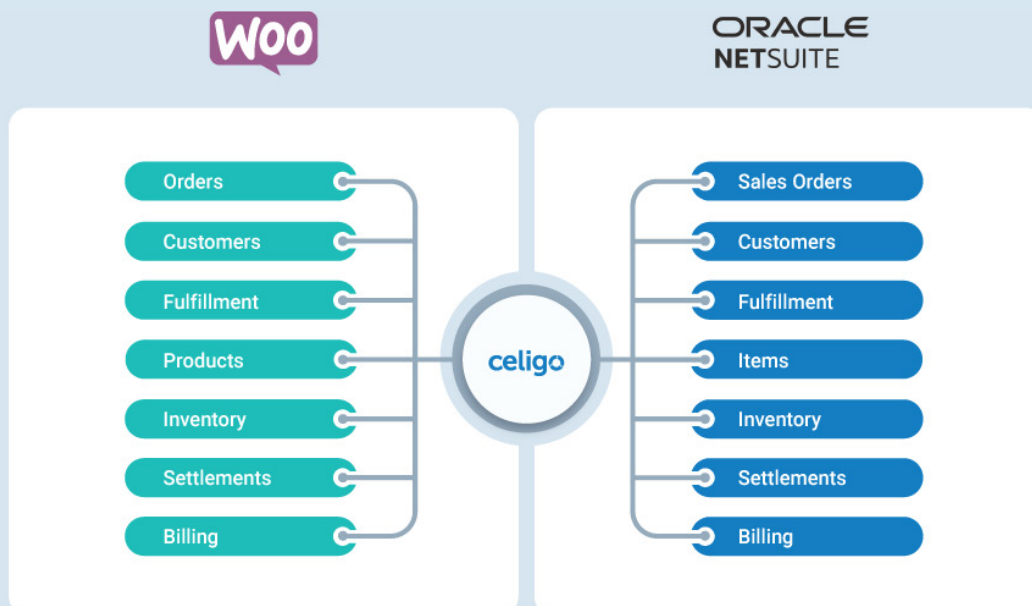 Woo
ORACLE
NETSUITE
Orders
Customers
Fulfillment
Products
Inventory
Settlements
Billing
celigo
Sales Orders
Customers
Fulfillment
Items
Inventory
Settlements
Billing